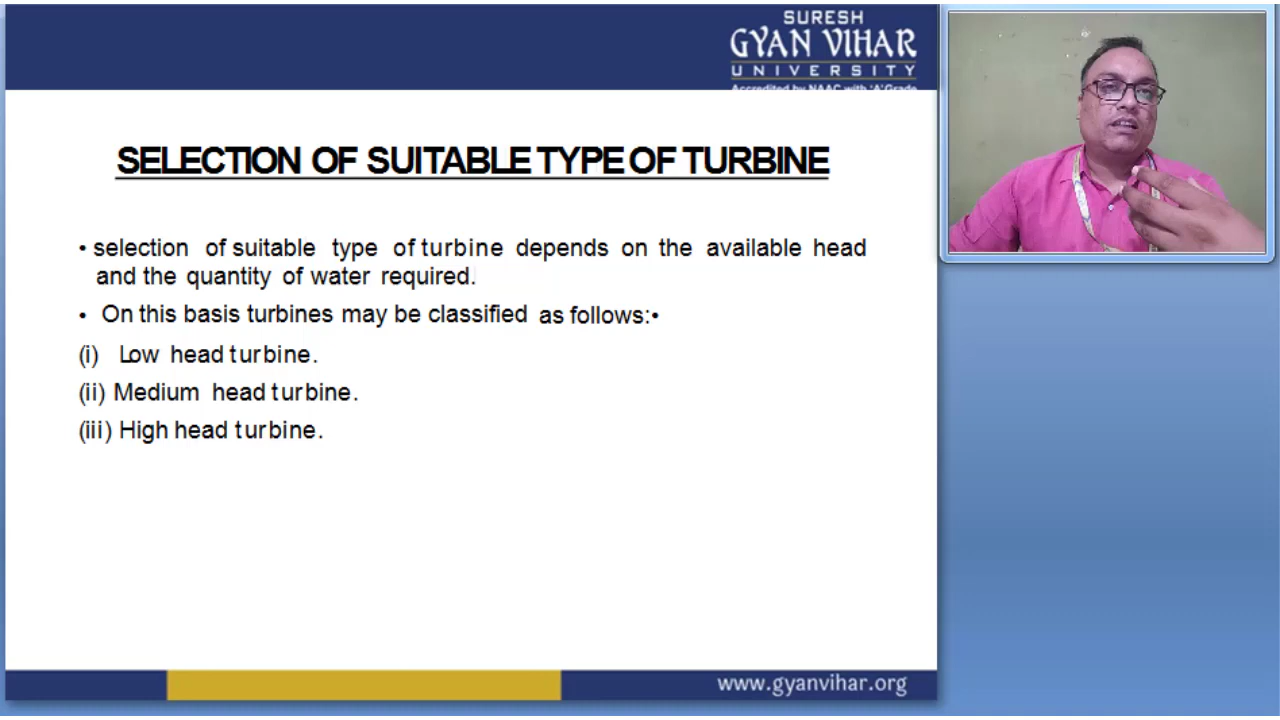 SURESH
GYAN VIHAR
UNIVERSITY
Accredited by NAAC with 'A' Grade
SELECTION OF SUITABLE TYPE OF TURBINE
• selection of suitable type of turbine depends on the available head
and the quantity of water required.
• On this basis turbines may be classified as follows:•
(i) Low head turbine.
(ii) Medium head turbine.
(iii) High head turbine.
www.gyanvihar.org